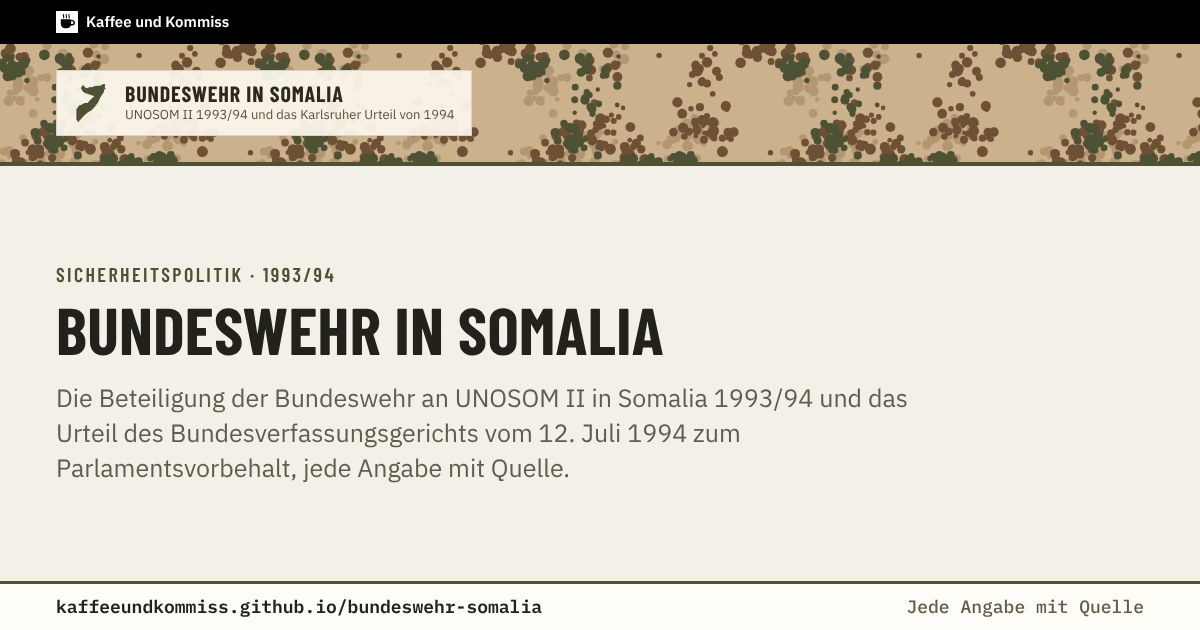 Kaffee und Kommiss
BUNDESWEHR IN SOMALIA
UNOSOM II 1993/94 und das Karlsruher Urteil von 1994
SICHERHEITSPOLITIK · 1993/94
BUNDESWEHR IN SOMALIA
Die Beteiligung der Bundeswehr an UNOSOM II in Somalia 1993/94 und das
Urteil des Bundesverfassungsgerichts vom 12. Juli 1994 zum
Parlamentsvorbehalt, jede Angabe mit Quelle.
kaffeeundkommiss.github.io/bundeswehr-somalia
Jede Angabe mit Quelle